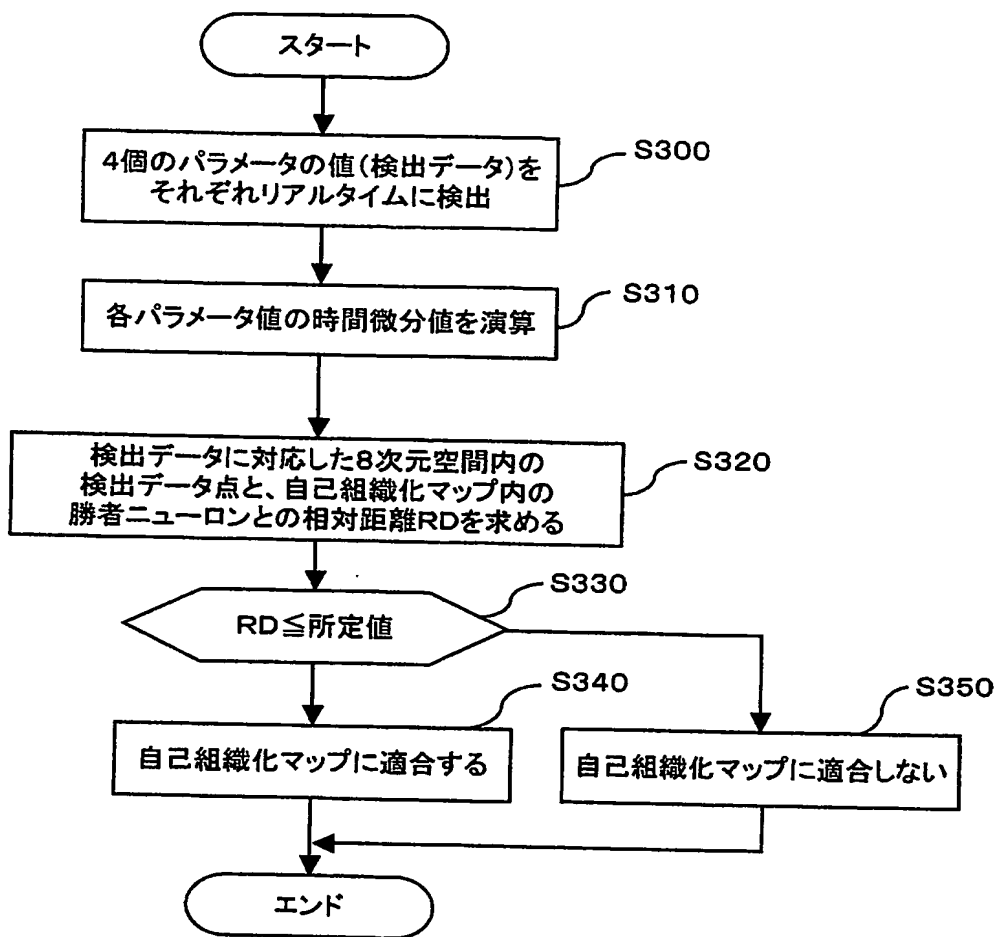 スタート
4個のパラメータの値(検出データ)を
それぞれリアルタイムに検出
S300
各パラメータ値の時間微分値を演算
S310
検出データに対応した8次元空間内の
検出データ点と、自己組織化マップ内の
勝者ニューロンとの相対距離RDを求める
S320
RD≦所定値
S330
自己組織化マップに適合する
S340
自己組織化マップに適合しない
S350
エンド